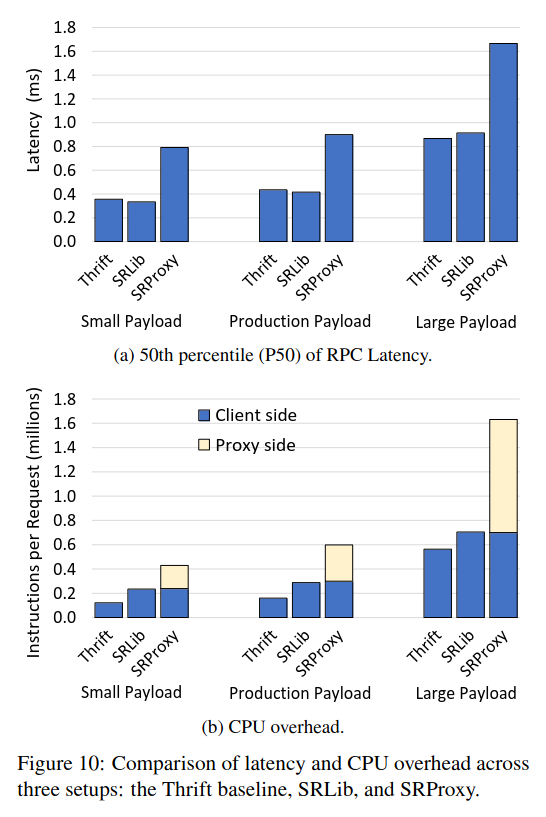 1.8
1.6
1.4
1.2
1.0
0.8
0.6
0.4
0.2
0.0
Latency (ms)
Thrift
SRLib
SRProxy
Thrift
SRLib
SRProxy
Thrift
SRLib
SRProxy
Small Payload
Production Payload
Large Payload
(a) 50th percentile (P50) of RPC Latency.
1.8
1.6
1.4
1.2
1.0
0.8
0.6
0.4
0.2
0.0
Instructions per Request (millions)
Client side
Proxy side
Thrift
SRLib
SRProxy
Thrift
SRLib
SRProxy
Thrift
SRLib
SRProxy
Small Payload
Production Payload
Large Payload
(b) CPU overhead.
Figure 10: Comparison of latency and CPU overhead across
three setups: the Thrift baseline, SRLib, and SRProxy.